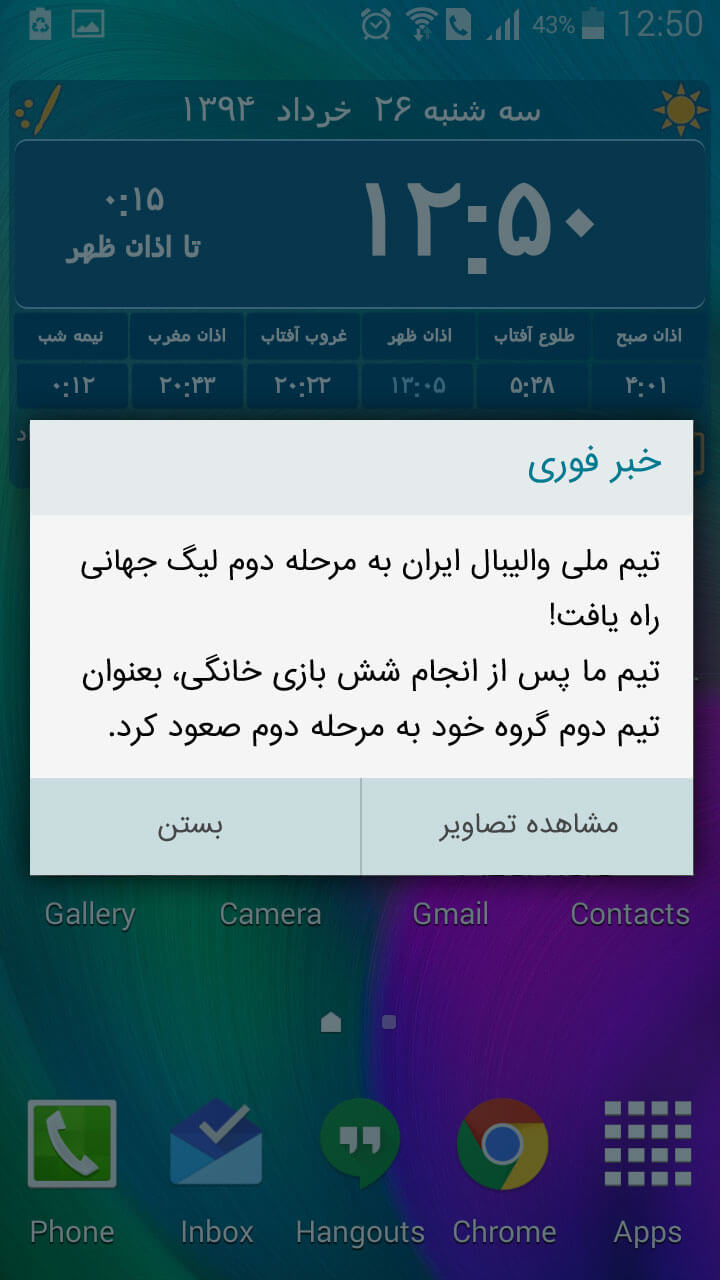 43% 12:50
سه شنبه ۲۶ خرداد ۱۳۹۴
۱۲:۵۰
۰:۱۵
تا اذان ظهر
اذان صبح طلوع آفتاب اذان ظهر غروب آفتاب اذان مغرب نیمه شب
۴:۰۱ ۵:۴۸ ۱۳:۰۵ ۲۰:۲۲ ۲۰:۴۳ ۰:۱۲
خبر فوری
تیم ملی والیبال ایران به مرحله دوم لیگ جهانی
راه یافت!
تیم ما پس از انجام شش بازی خانگی، بعنوان
تیم دوم گروه خود به مرحله دوم صعود کرد.
مشاهده تصاویر بستن
Gallery Camera Gmail Contacts
Phone Inbox Hangouts Chrome Apps